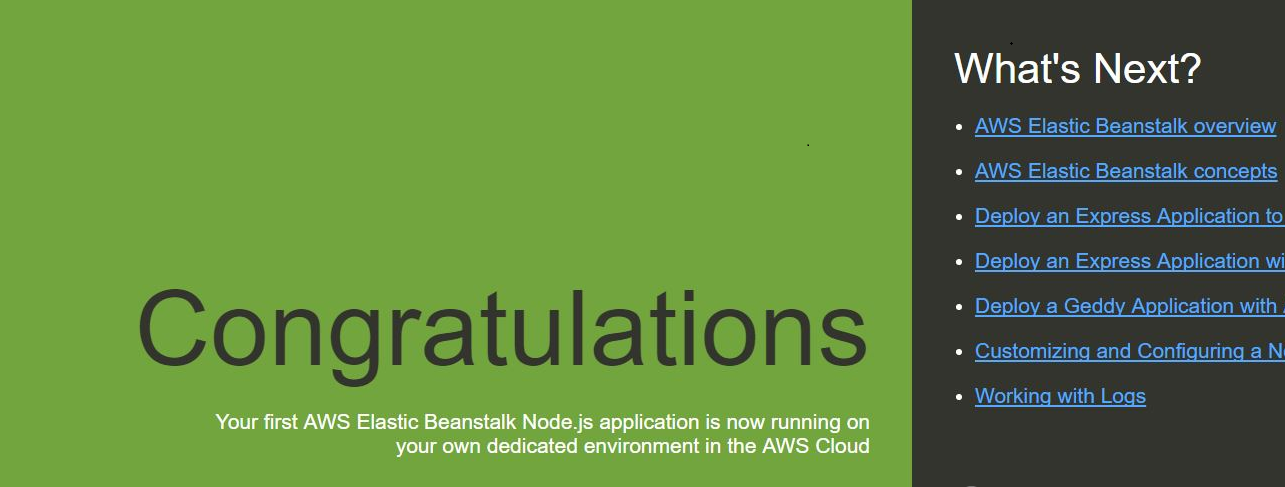 Congratulations
Your first AWS Elastic Beanstalk Node.js application is now running on
your own dedicated environment in the AWS Cloud
What's Next?
AWS Elastic Beanstalk overview
AWS Elastic Beanstalk concepts
Deploy an Express Application to
Deploy an Express Application wi
Deploy a Geddy Application with
Customizing and Configuring a N
Working with Logs